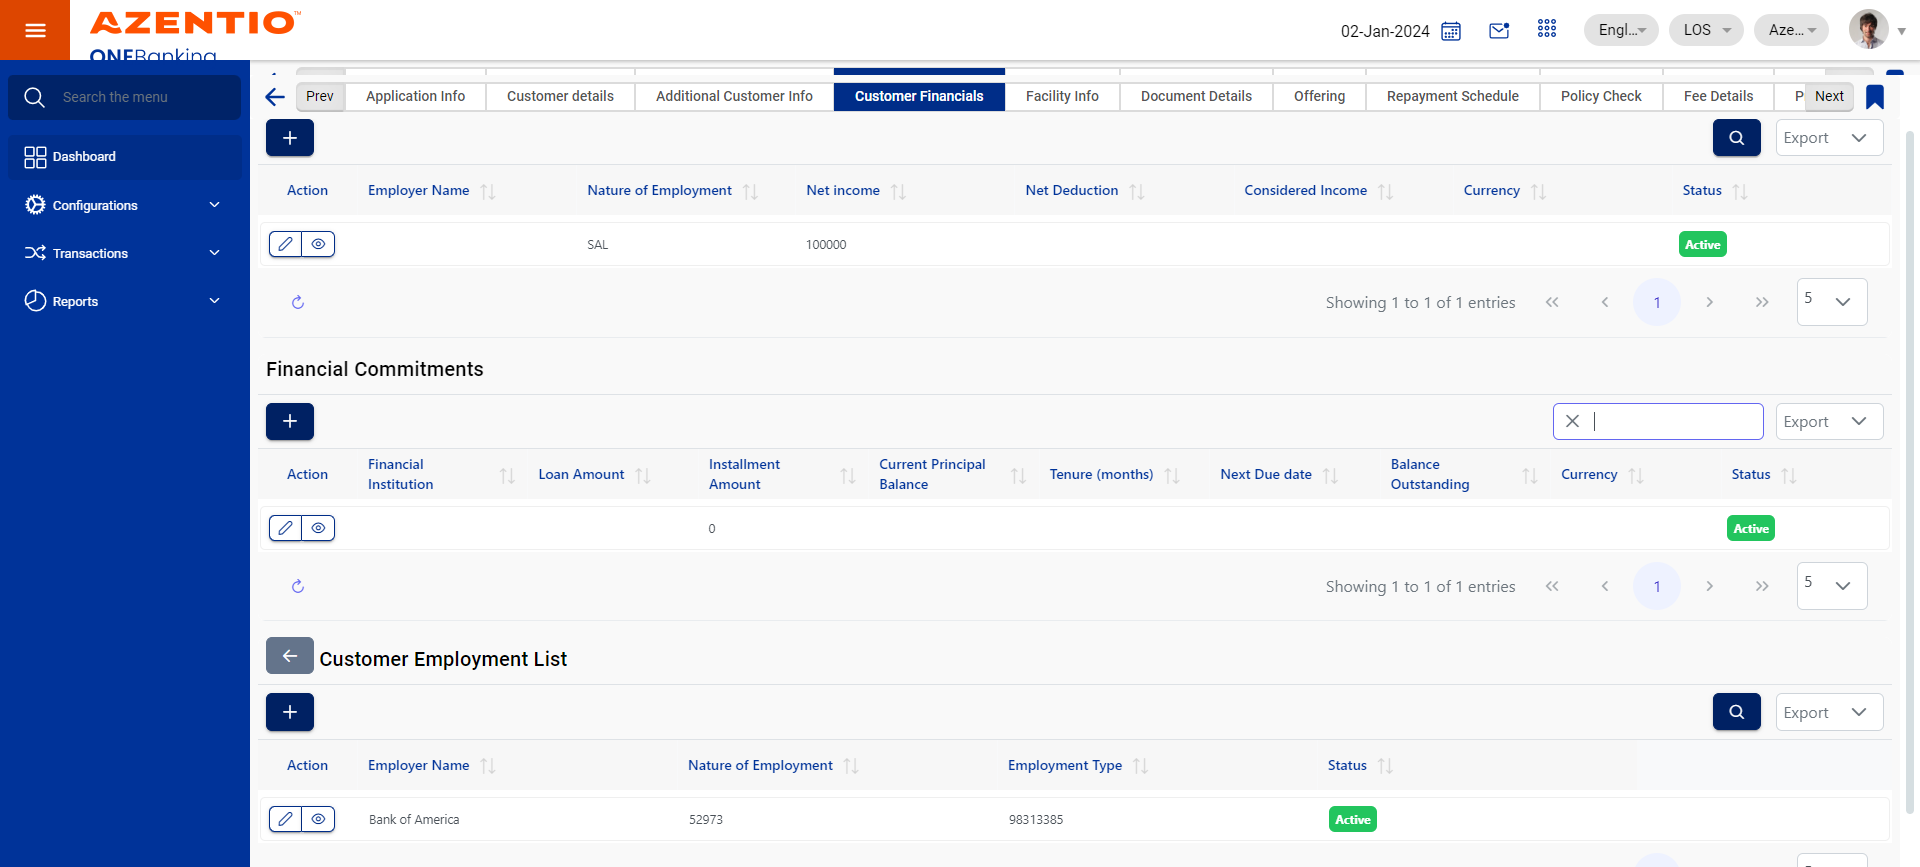 AZENTIO™
ONEBanking
02-Jan-2024
Engl...
LOS
Aze...
Search the menu
Dashboard
Configurations
Transactions
Reports
Prev
Application Info
Customer details
Additional Customer Info
Customer Financials
Facility Info
Document Details
Offering
Repayment Schedule
Policy Check
Fee Details
P
Next
Export
Action
Employer Name
Nature of Employment
Net income
Net Deduction
Considered Income
Currency
Status
SAL
100000
Active
Showing 1 to 1 of 1 entries
1
5
Financial Commitments
Export
Action
Financial
Institution
Loan Amount
Installment
Amount
Current Principal
Balance
Tenure (months)
Next Due date
Balance
Outstanding
Currency
Status
0
Active
Showing 1 to 1 of 1 entries
1
5
Customer Employment List
Export
Action
Employer Name
Nature of Employment
Employment Type
Status
Bank of America
52973
98313385
Active